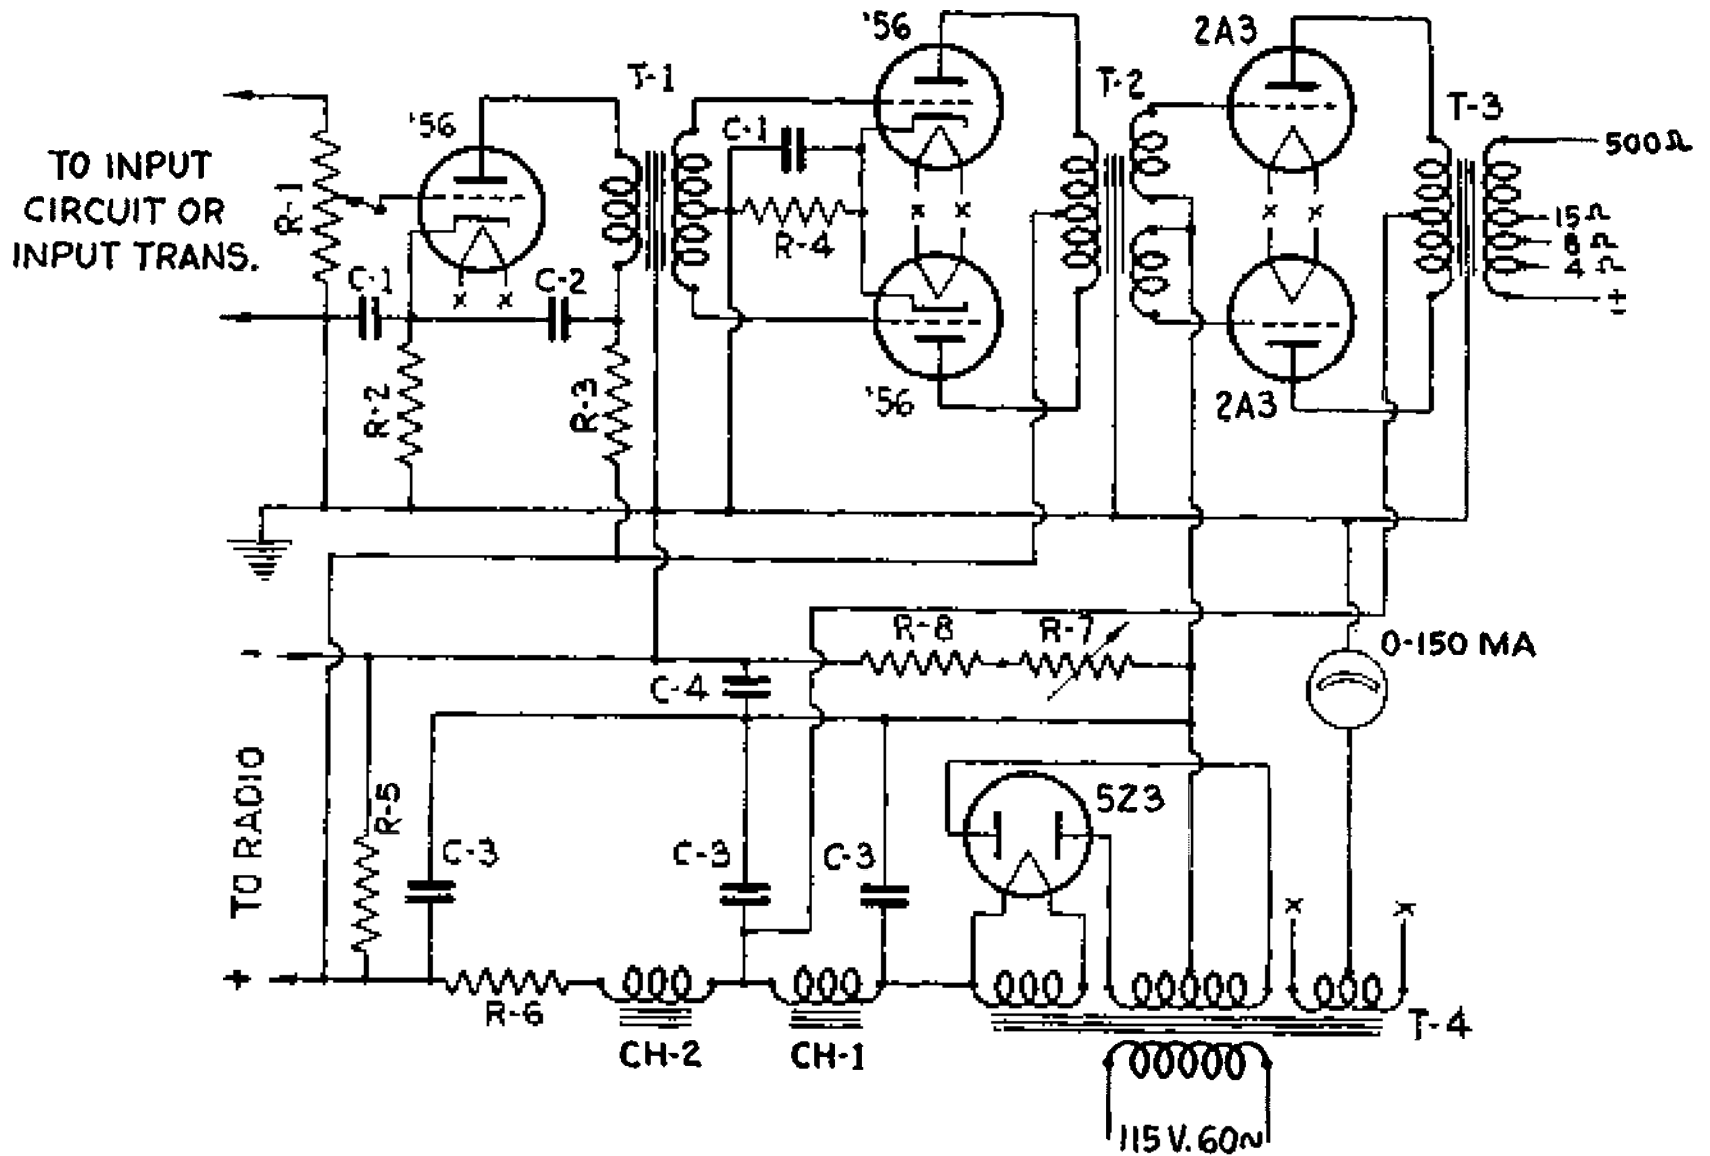 '56
2A3
T-1
T-2
T-3
'56
C-1
500Ω
TO INPUT
CIRCUIT OR
INPUT TRANS.
R-1
15Ω
8Ω
4Ω
R-4
x x
x x
C-1
x x
C-2
±
R-2
R-3
'56
2A3
-
R-8
R-7
0-150 MA
C-4
TO RADIO
R-5
5Z3
C-3
C-3
C-3
x
x
+
R-6
CH-2
CH-1
T-4
115 V. 60~